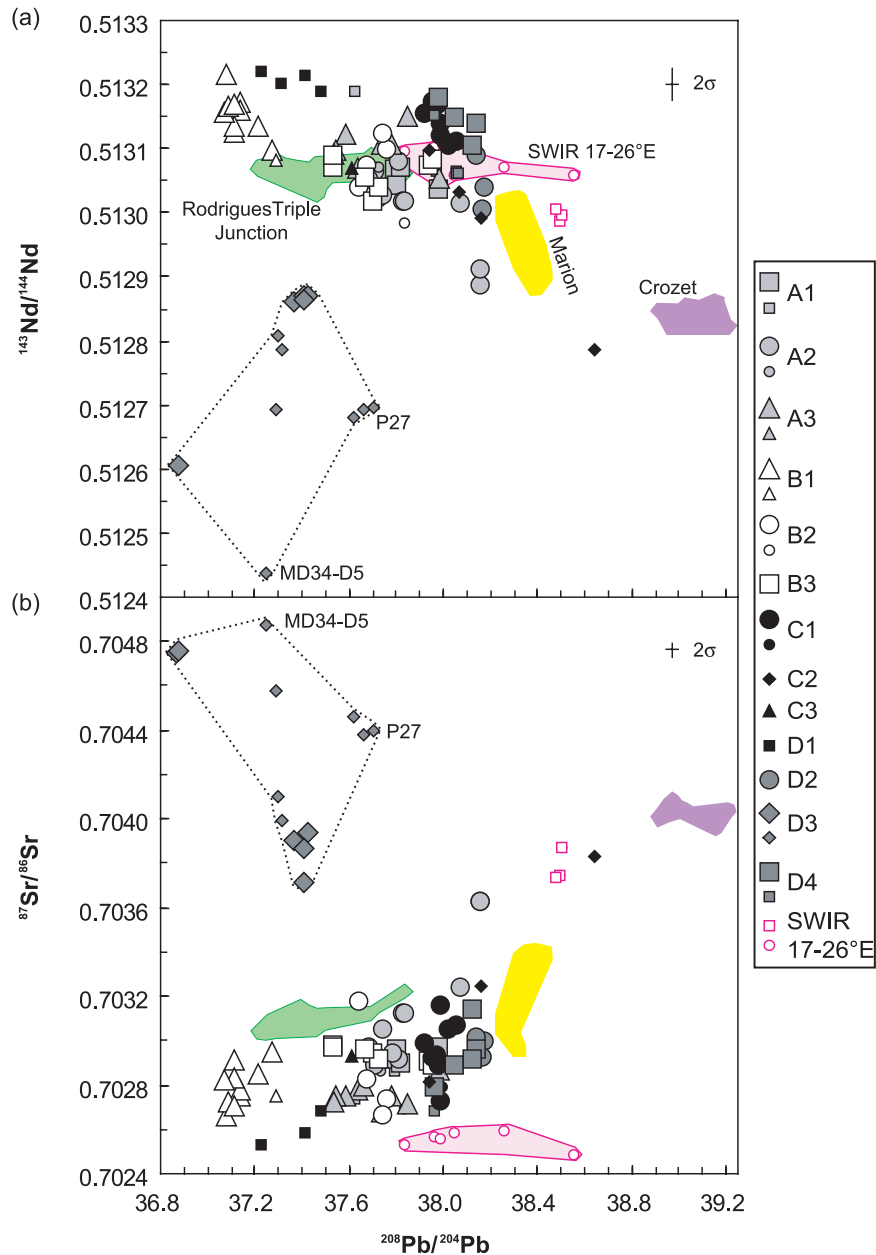 (a)
0.5133
0.5132
0.5131
0.5130
0.5129
0.5128
0.5127
0.5126
0.5125
0.5124
¹⁴³Nd/¹⁴⁴Nd
2σ
SWIR 17-26°E
RodriguesTriple
Junction
Marion
Crozet
P27
MD34-D5
(b)
0.7048
0.7044
0.7040
0.7036
0.7032
0.7028
0.7024
⁸⁷Sr/⁸⁶Sr
MD34-D5
2σ
P27
36.8 37.2 37.6 38.0 38.4 38.8 39.2
²⁰⁸Pb/²⁰⁴Pb
A1
A2
A3
B1
B2
B3
C1
C2
C3
D1
D2
D3
D4
SWIR
17-26°E